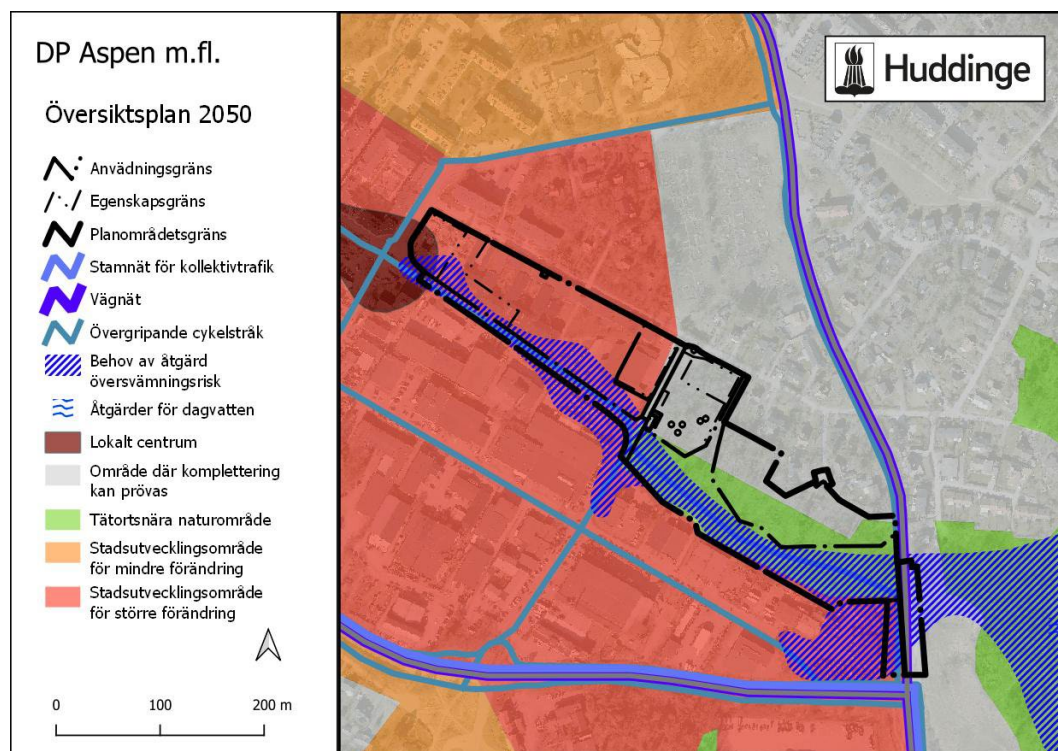 DP Aspen m.fl.
Översiktsplan 2050
Anvädningsgräns
Egenskapsgräns
Planområdetsgräns
Stamnät för kollektivtrafik
Vägnät
Övergripande cykelstråk
Behov av åtgärd
översvämningsrisk
Åtgärder för dagvatten
Lokalt centrum
Område där komplettering
kan prövas
Tätortsnära naturområde
Stadsutvecklingsområde
för mindre förändring
Stadsutvecklingsområde
för större förändring
0 100 200 m
Huddinge